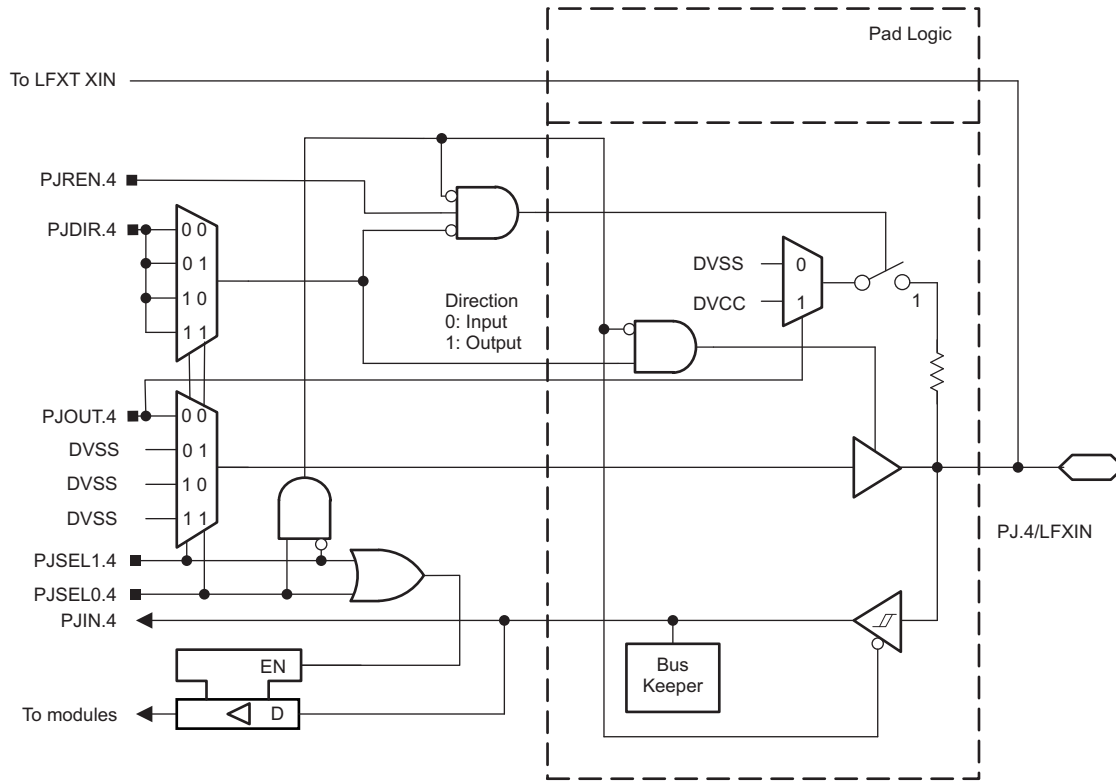 Pad Logic
To LFXT XIN
PJREN.4
PJDIR.4
0 0
0 1
1 0
1 1
Direction
0: Input
1: Output
DVSS
0
DVCC
1
1
PJOUT.4
0 0
DVSS
0 1
DVSS
1 0
DVSS
1 1
PJSEL1.4
PJSEL0.4
PJIN.4
PJ.4/LFXIN
EN
Bus
Keeper
To modules
D